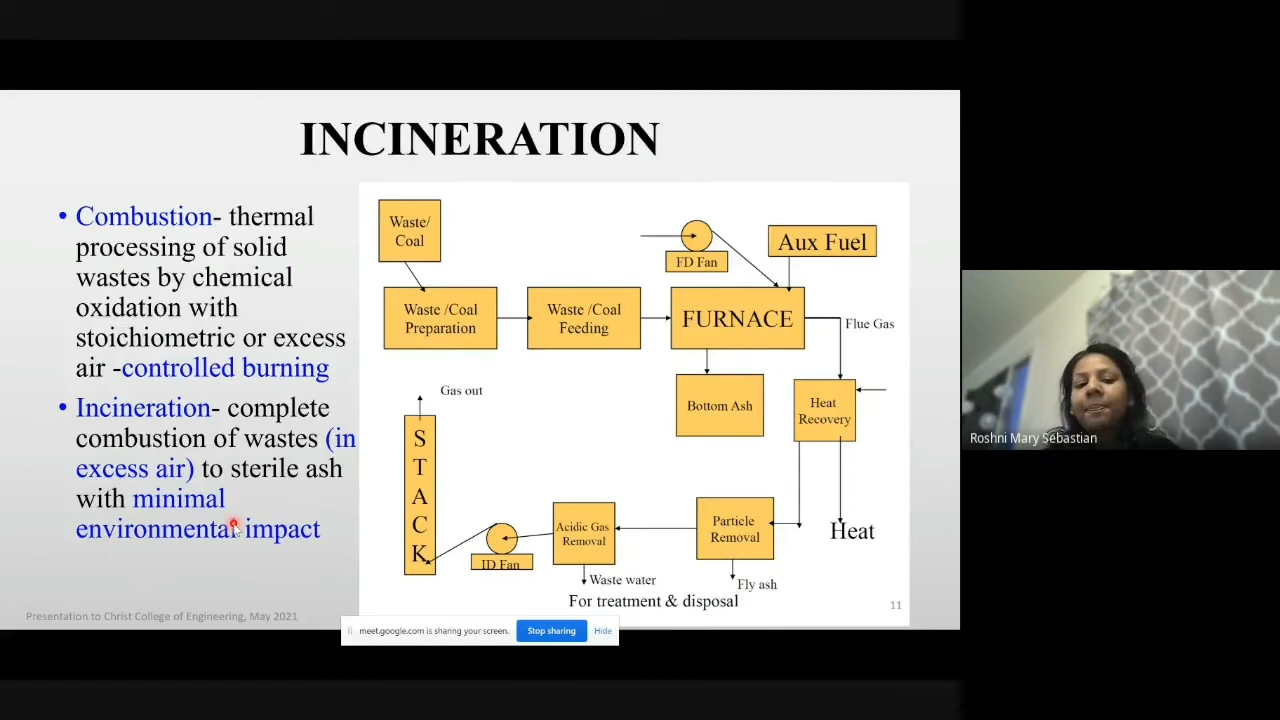 INCINERATION
• Combustion- thermal
processing of solid
wastes by chemical
oxidation with
stoichiometric or excess
air -controlled burning
• Incineration- complete
combustion of wastes (in
excess air) to sterile ash
with minimal
environmental impact
Waste/
Coal
FD Fan
Aux Fuel
Waste /Coal
Preparation
Waste /Coal
Feeding
FURNACE
Flue Gas
Bottom Ash
Heat
Recovery
Gas out
STACK
ID Fan
Acidic Gas
Removal
Particle
Removal
Heat
Waste water
Fly ash
For treatment & disposal
Presentation to Christ College of Engineering, May 2021
11
meet.google.com is sharing your screen.
Stop sharing
Hide
Roshni Mary Sebastian